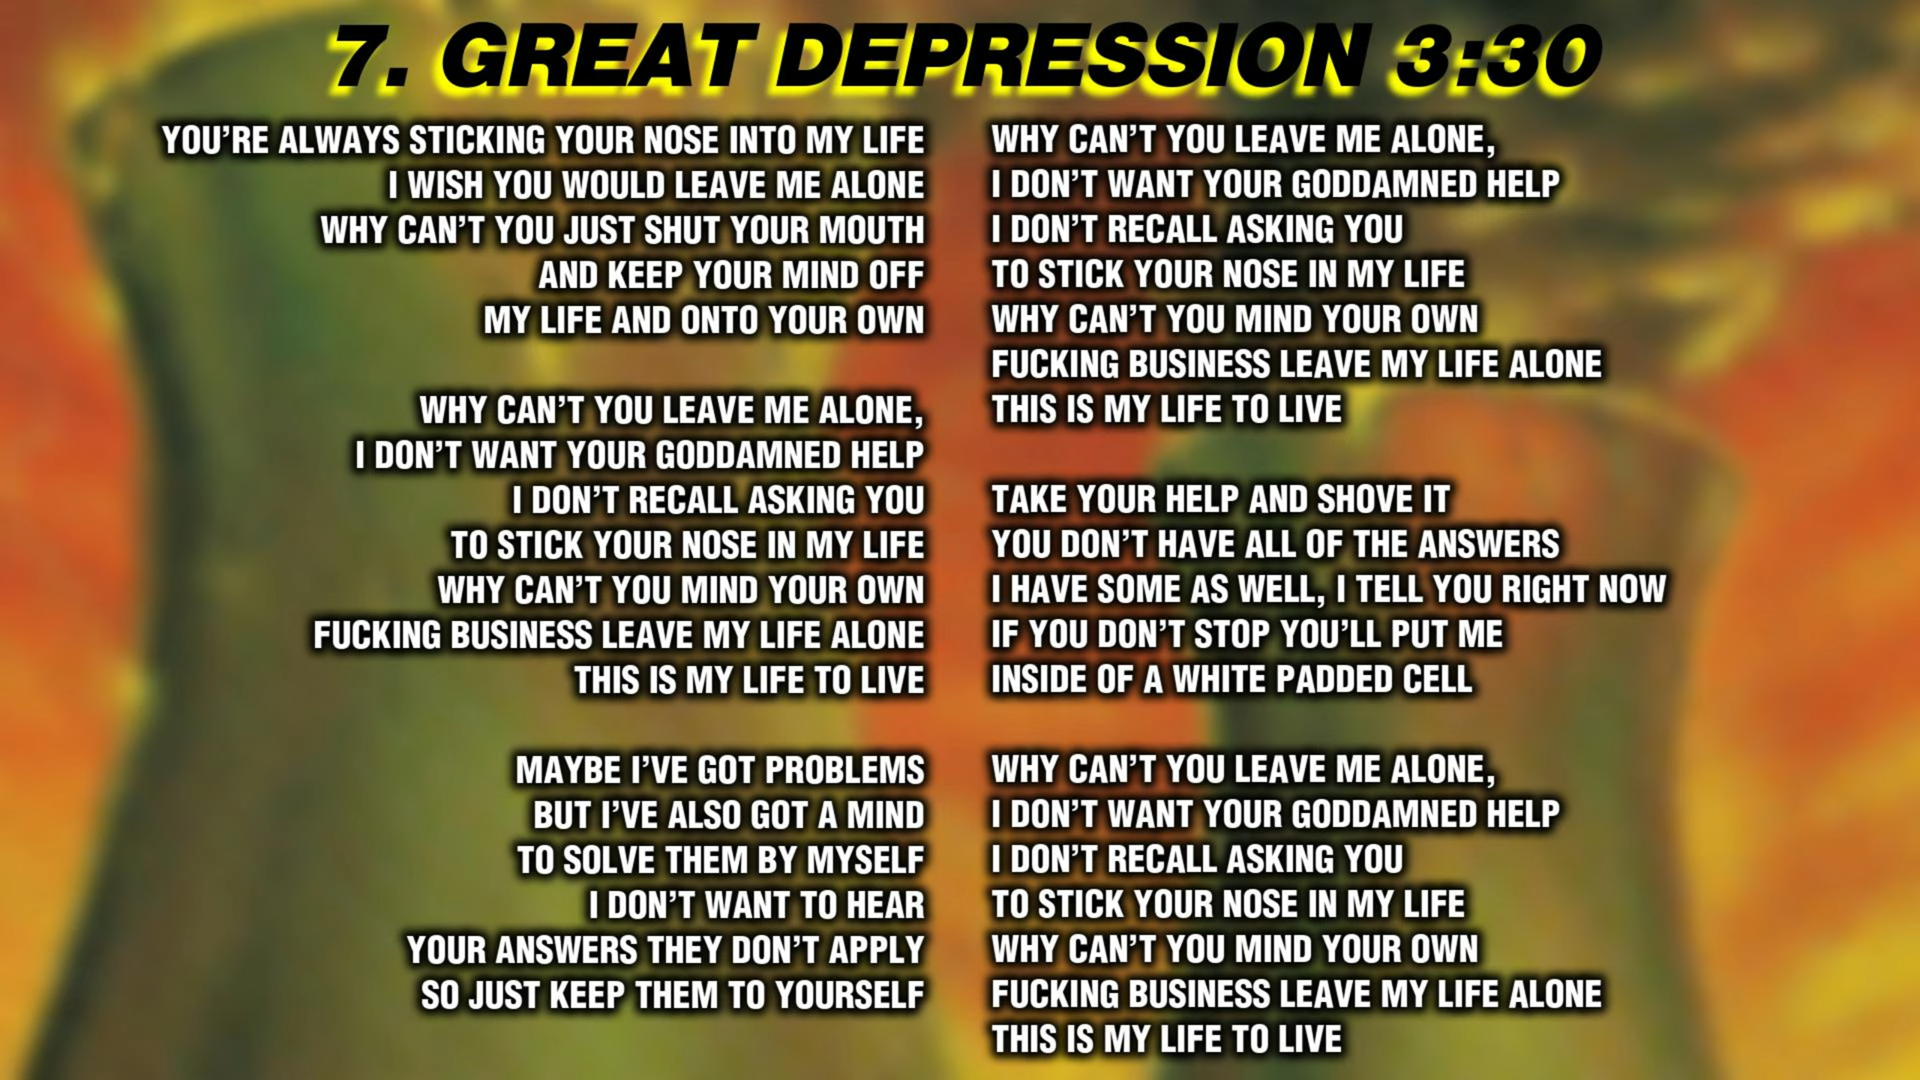 7. GREAT DEPRESSION 3:30
YOU'RE ALWAYS STICKING YOUR NOSE INTO MY LIFE
I WISH YOU WOULD LEAVE ME ALONE
WHY CAN'T YOU JUST SHUT YOUR MOUTH
AND KEEP YOUR MIND OFF
MY LIFE AND ONTO YOUR OWN
WHY CAN'T YOU LEAVE ME ALONE,
I DON'T WANT YOUR GODDAMNED HELP
I DON'T RECALL ASKING YOU
TO STICK YOUR NOSE IN MY LIFE
WHY CAN'T YOU MIND YOUR OWN
FUCKING BUSINESS LEAVE MY LIFE ALONE
THIS IS MY LIFE TO LIVE
MAYBE I'VE GOT PROBLEMS
BUT I'VE ALSO GOT A MIND
TO SOLVE THEM BY MYSELF
I DON'T WANT TO HEAR
YOUR ANSWERS THEY DON'T APPLY
SO JUST KEEP THEM TO YOURSELF
WHY CAN'T YOU LEAVE ME ALONE,
I DON'T WANT YOUR GODDAMNED HELP
I DON'T RECALL ASKING YOU
TO STICK YOUR NOSE IN MY LIFE
WHY CAN'T YOU MIND YOUR OWN
FUCKING BUSINESS LEAVE MY LIFE ALONE
THIS IS MY LIFE TO LIVE
TAKE YOUR HELP AND SHOVE IT
YOU DON'T HAVE ALL OF THE ANSWERS
I HAVE SOME AS WELL, I TELL YOU RIGHT NOW
IF YOU DON'T STOP YOU'LL PUT ME
INSIDE OF A WHITE PADDED CELL
WHY CAN'T YOU LEAVE ME ALONE,
I DON'T WANT YOUR GODDAMNED HELP
I DON'T RECALL ASKING YOU
TO STICK YOUR NOSE IN MY LIFE
WHY CAN'T YOU MIND YOUR OWN
FUCKING BUSINESS LEAVE MY LIFE ALONE
THIS IS MY LIFE TO LIVE